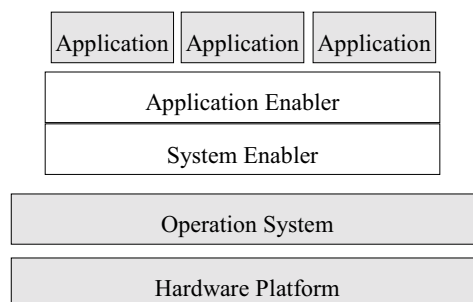 Application Application Application
Application Enabler
System Enabler
Operation System
Hardware Platform